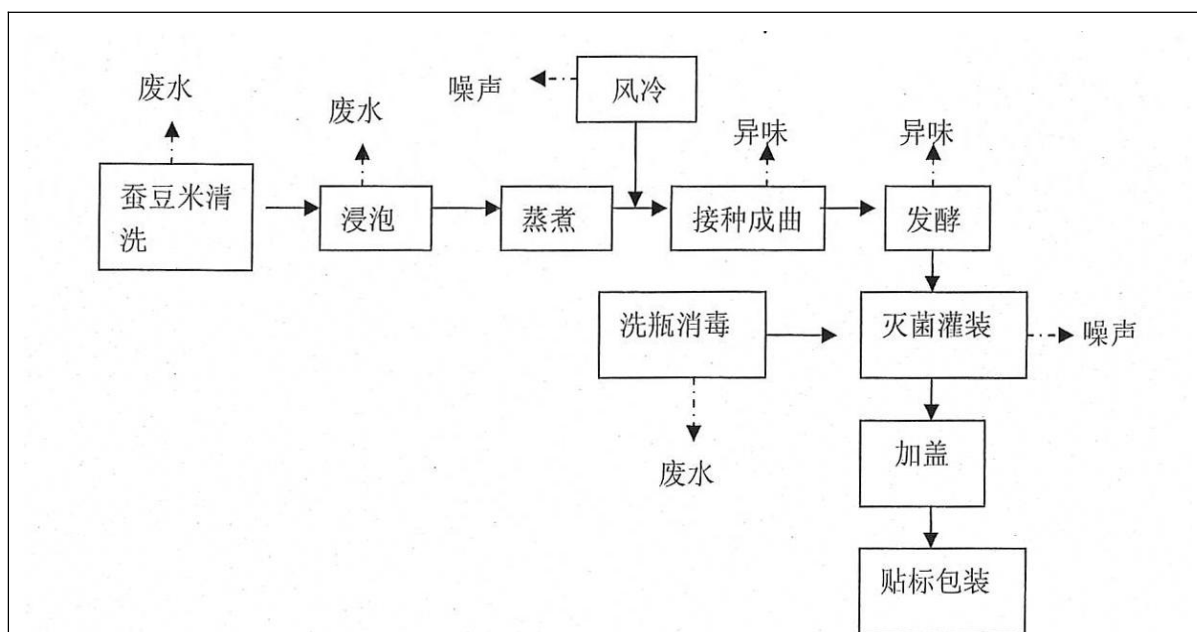 废水
废水
噪声
风冷
异味
异味
蚕豆米清
洗
浸泡
蒸煮
接种成曲
发酵
洗瓶消毒
灭菌灌装
噪声
废水
加盖
贴标包装